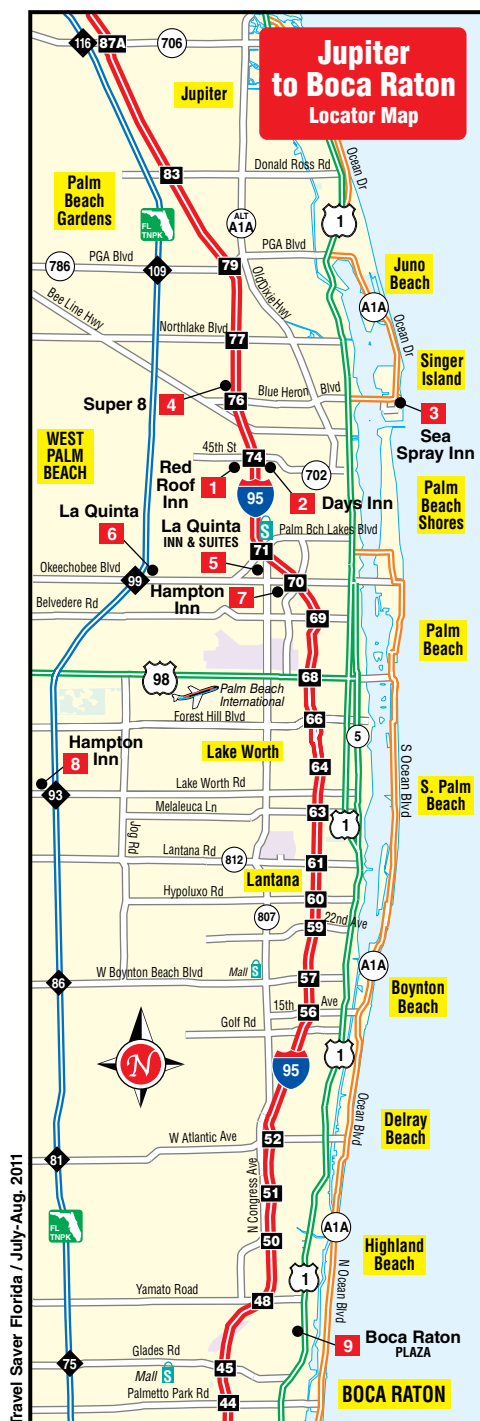 Jupiter
to Boca Raton
Locator Map
116
87A
706
Jupiter
Ocean Dr
Donald Ross Rd
83
Palm
Beach
Gardens
FL
TNPK
ALT
A1A
1
PGA Blvd
786
PGA Blvd
109
79
Old Dixie Hwy
Juno
Beach
A1A
Bee Line Hwy
Northlake Blvd
77
Ocean Dr
Singer
Island
Super 8
4
76
Blue Heron Blvd
3
Sea
Spray Inn
WEST
PALM
BEACH
45th St
74
702
Red
Roof
Inn
1
95
2
Days Inn
Palm
Beach
Shores
La Quinta
6
La Quinta
INN & SUITES
S
Palm Bch Lakes Blvd
71
5
Okeechobee Blvd
99
70
Hampton
Inn
7
Belvedere Rd
69
Palm
Beach
98
68
Palm Beach
International
Forest Hill Blvd
66
5
Hampton
Inn
8
Lake Worth
64
S Ocean Blvd
S. Palm
Beach
93
Lake Worth Rd
Melaleuca Ln
63
1
Jog Rd
Lantana Rd
812
61
Lantana
Hypoluxo Rd
60
807
22nd Ave
59
A1A
W Boynton Beach Blvd
Mall
S
86
57
Boynton
Beach
15th Ave
56
Golf Rd
N
95
1
Ocean Blvd
Delray
Beach
W Atlantic Ave
52
81
N Congress Ave
51
FL
TNPK
A1A
50
Highland
Beach
1
N Ocean Blvd
Yamato Road
48
9
Boca Raton
PLAZA
Glades Rd
75
Mall
S
45
BOCA RATON
Palmetto Park Rd
44
Travel Saver Florida / July-Aug. 2011